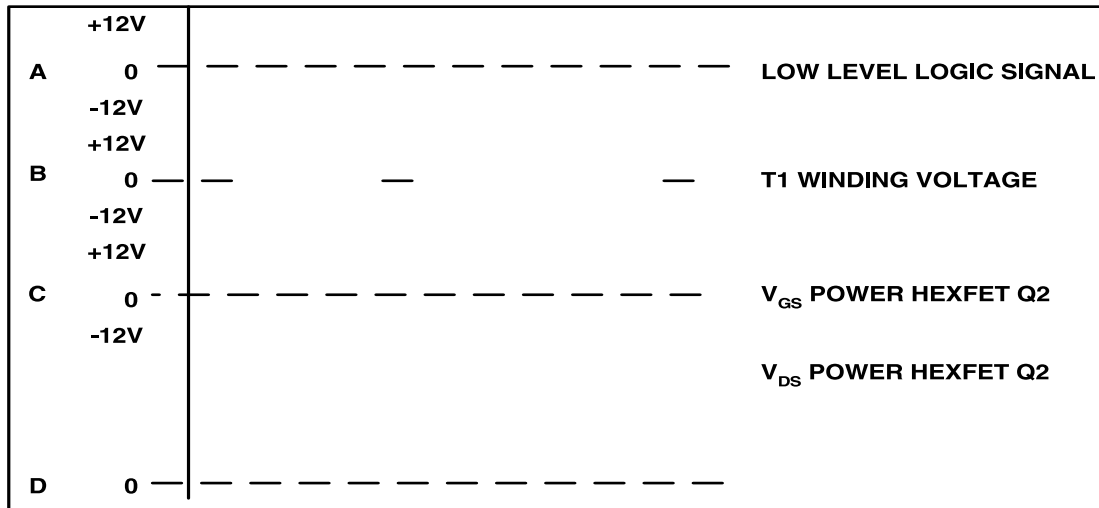 +12V
A 0 LOW LEVEL LOGIC SIGNAL
-12V
+12V
B 0 T1 WINDING VOLTAGE
-12V
+12V
C 0 VGS POWER HEXFET Q2
-12V
VDS POWER HEXFET Q2
D 0